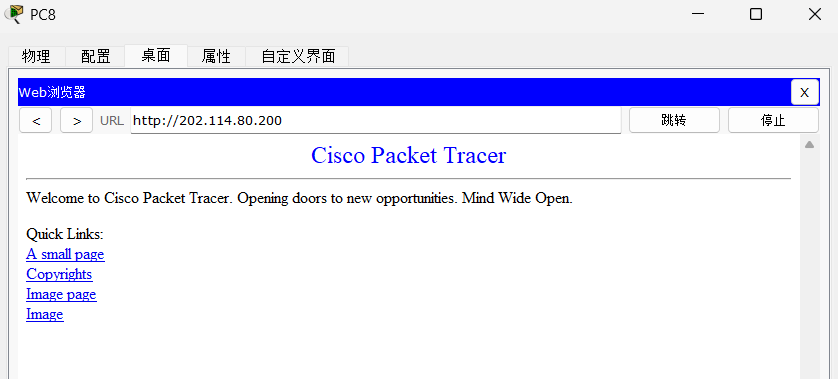 PC8
物理 配置 桌面 属性 自定义界面
Web浏览器 X
< > URL http://202.114.80.200 跳转 停止
Cisco Packet Tracer
Welcome to Cisco Packet Tracer. Opening doors to new opportunities. Mind Wide Open.
Quick Links:
A small page
Copyrights
Image page
Image